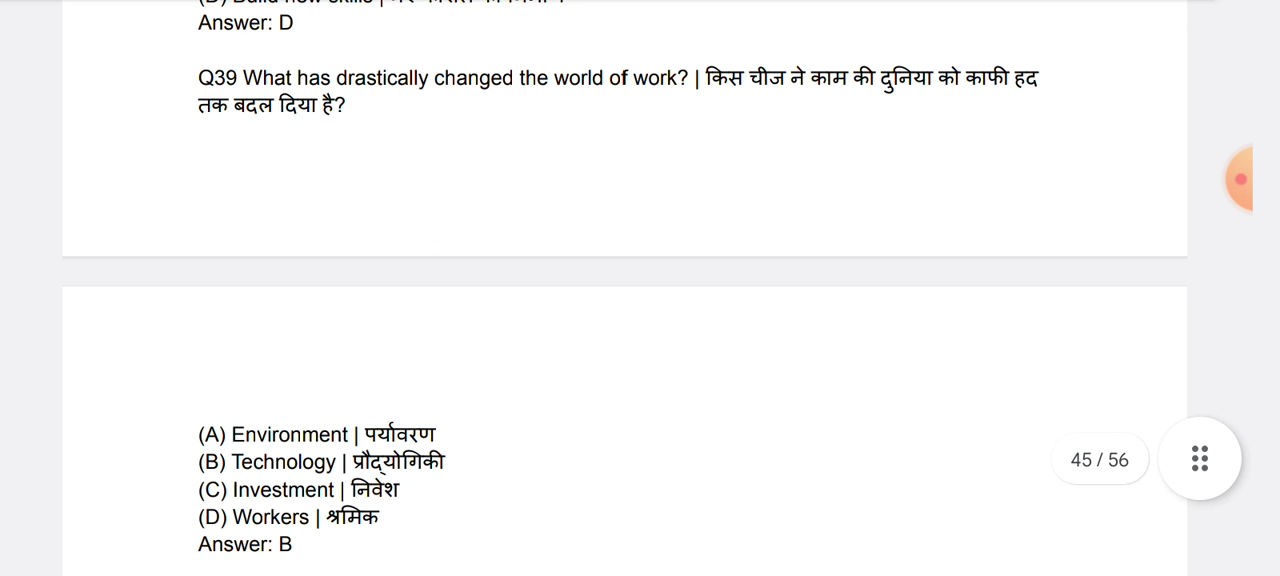 Answer: D
Q39 What has drastically changed the world of work? | किस चीज ने काम की दुनिया को काफी हद
तक बदल दिया है?
(A) Environment | पर्यावरण
(B) Technology | प्रौद्योगिकी
(C) Investment | निवेश
(D) Workers | श्रमिक
Answer: B
45 / 56